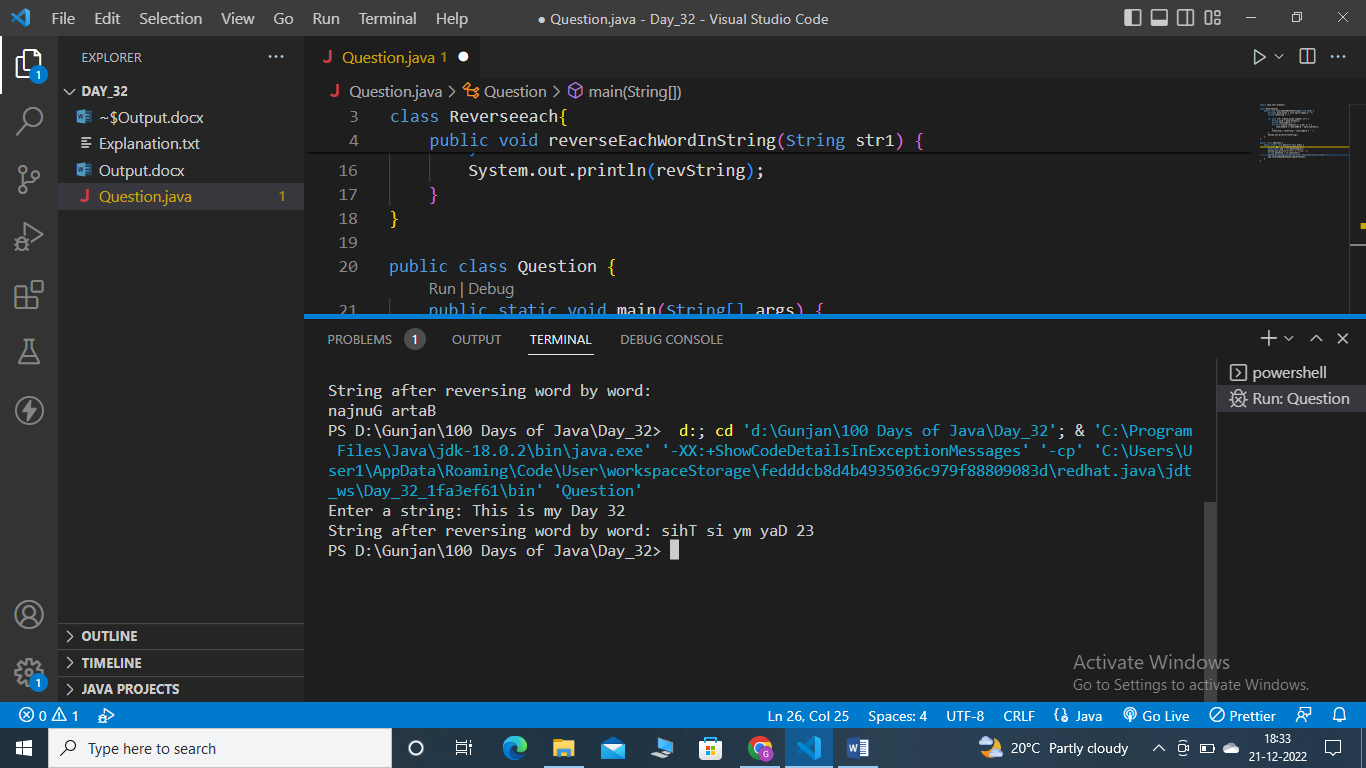 File Edit Selection View Go Run Terminal Help ● Question.java - Day_32 - Visual Studio Code
EXPLORER
DAY_32
~$Output.docx
Explanation.txt
Output.docx
Question.java 1
OUTLINE
TIMELINE
JAVA PROJECTS
1
1
J Question.java 1 ●
J Question.java > Question > main(String[])
3 class Reverseeach{
4 public void reverseEachWordInString(String str1) {
16 System.out.println(revString);
17 }
18 }
19
20 public class Question {
Run | Debug
21 public static void main(String[] args) {
PROBLEMS 1 OUTPUT TERMINAL DEBUG CONSOLE
powershell
Run: Question
String after reversing word by word:
najnuG artaB
PS D:\Gunjan\100 Days of Java\Day_32> d:; cd 'd:\Gunjan\100 Days of Java\Day_32'; & 'C:\Program
Files\Java\jdk-18.0.2\bin\java.exe' '-XX:+ShowCodeDetailsInExceptionMessages' '-cp' 'C:\Users\U
ser1\AppData\Roaming\Code\User\workspaceStorage\fedddcb8d4b4935036c979f88809083d\redhat.java\jdt
_ws\Day_32_1fa3ef61\bin' 'Question'
Enter a string: This is my Day 32
String after reversing word by word: sihT si ym yaD 23
PS D:\Gunjan\100 Days of Java\Day_32>
Activate Windows
Go to Settings to activate Windows.
0 1 Ln 26, Col 25 Spaces: 4 UTF-8 CRLF {} Java Go Live Prettier
Type here to search
20°C Partly cloudy
18:33
21-12-2022